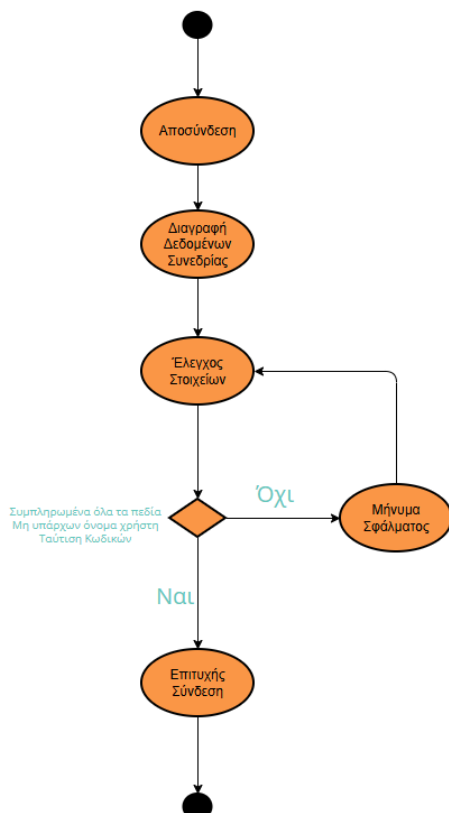 Αποσύνδεση
Διαγραφή
Δεδομένων
Συνεδρίας
Έλεγχος
Στοιχείων
Συμπληρωμένα όλα τα πεδία
Μη υπάρχων όνομα χρήστη
Ταύτιση Κωδικών
Όχι
Μήνυμα
Σφάλματος
Ναι
Επιτυχής
Σύνδεση